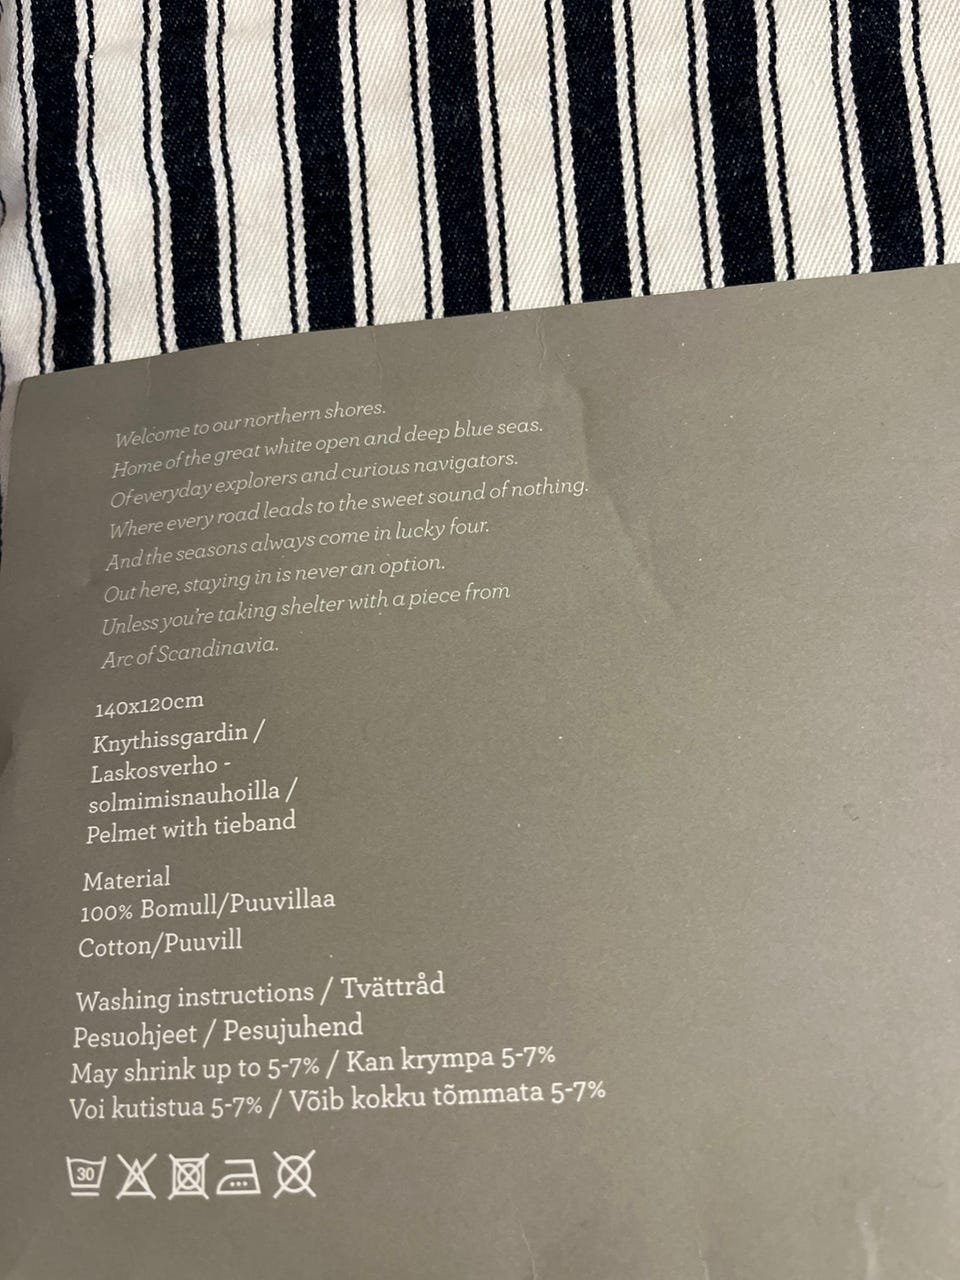 Welcome to our northern shores.
Home of the great white open and deep blue seas.
Of everyday explorers and curious navigators.
Where every road leads to the sweet sound of nothing.
And the seasons always come in lucky four.
Out here, staying in is never an option.
Unless you're taking shelter with a piece from
Arc of Scandinavia.
140x120cm
Knythissgardin /
Laskosverho -
solmimisnauhoilla /
Pelmet with tieband
Material
100% Bomull/Puuvillaa
Cotton/Puuvill
Washing instructions / Tvättråd
Pesuohjeet / Pesujuhend
May shrink up to 5-7% / Kan krympa 5-7%
Voi kutistua 5-7% / Võib kokku tõmmata 5-7%
30